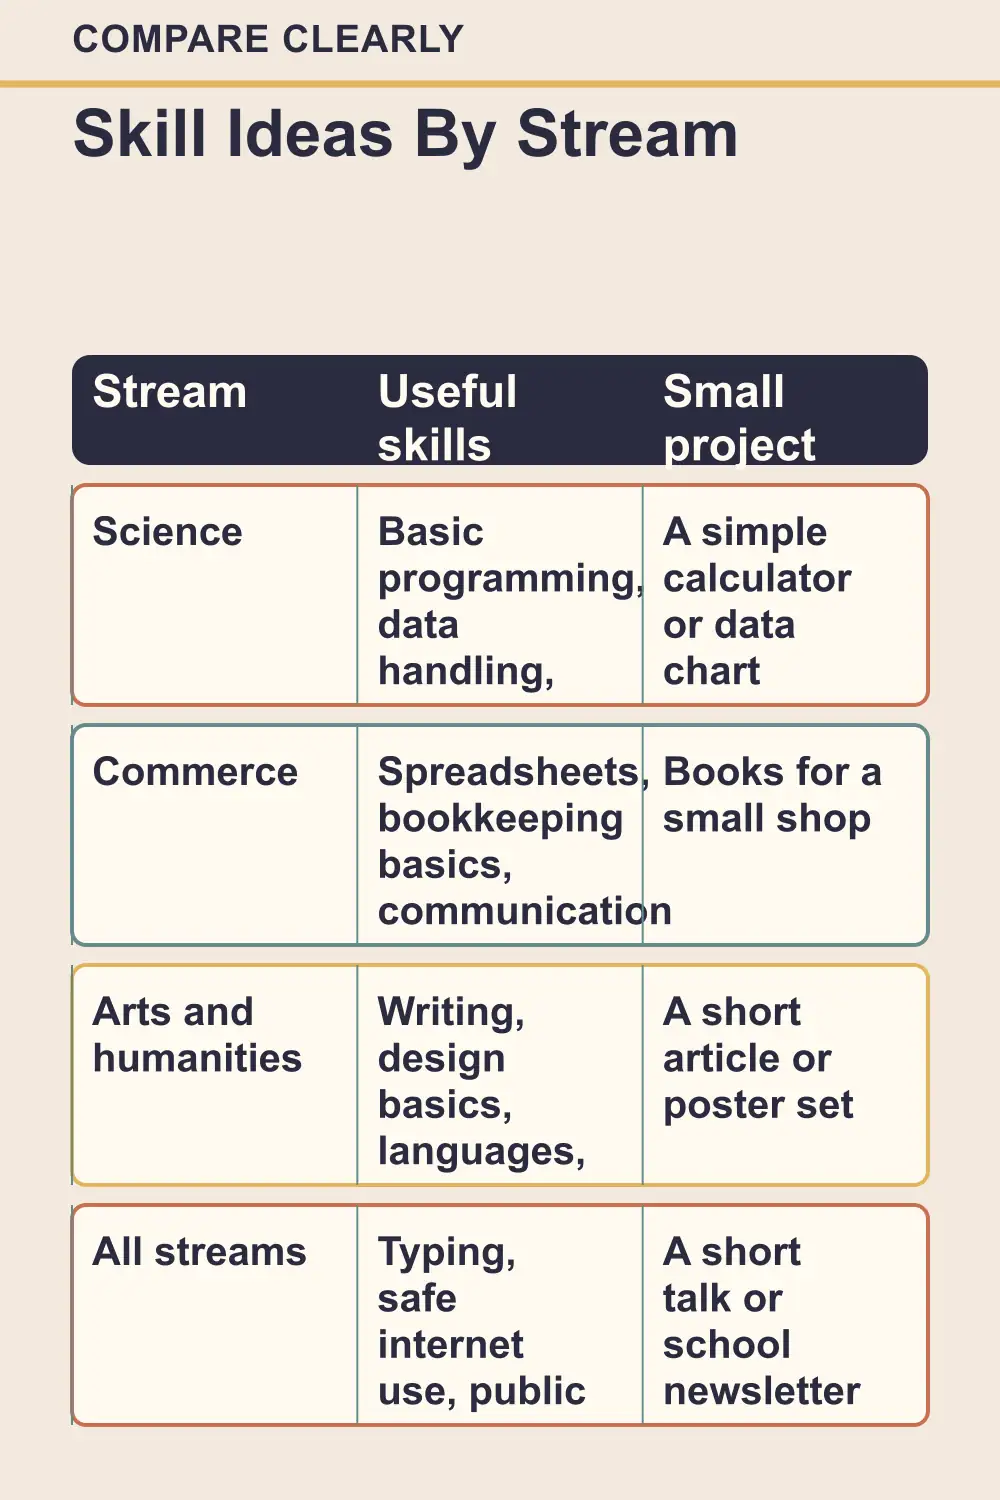 COMPARE CLEARLY
Skill Ideas By Stream
Stream
Useful
skills
Small
project
Science
Basic
programming,
data
handling,
A simple
calculator
or data
chart
Commerce
Spreadsheets,
bookkeeping
basics,
communication
Books for a
small shop
Arts and
humanities
Writing,
design
basics,
languages,
A short
article or
poster set
All streams
Typing,
safe
internet
use, public
A short
talk or
school
newsletter